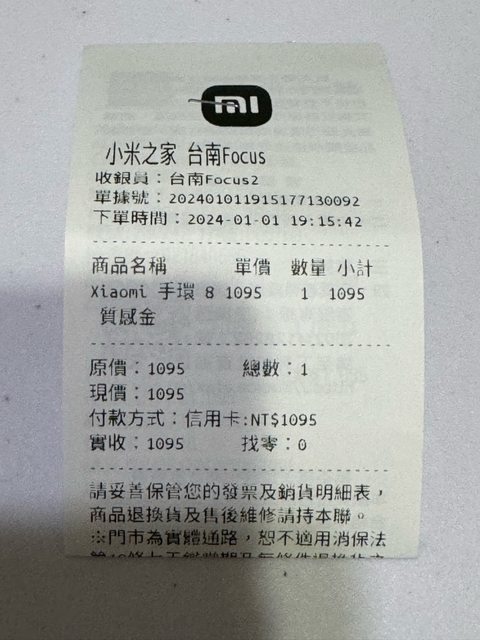 mi
小米之家 台南Focus
收銀員：台南Focus2
單據號：202401011915177130092
下單時間：2024-01-01 19:15:42
商品名稱 單價 數量 小計
Xiaomi 手環 8 1095 1 1095
質感金
原價：1095 總數：1
現價：1095
付款方式：信用卡:NT$1095
實收：1095 找零：0
請妥善保管您的發票及銷貨明細表，
商品退換貨及售後維修請持本聯。
※門市為實體通路，恕不適用消保法